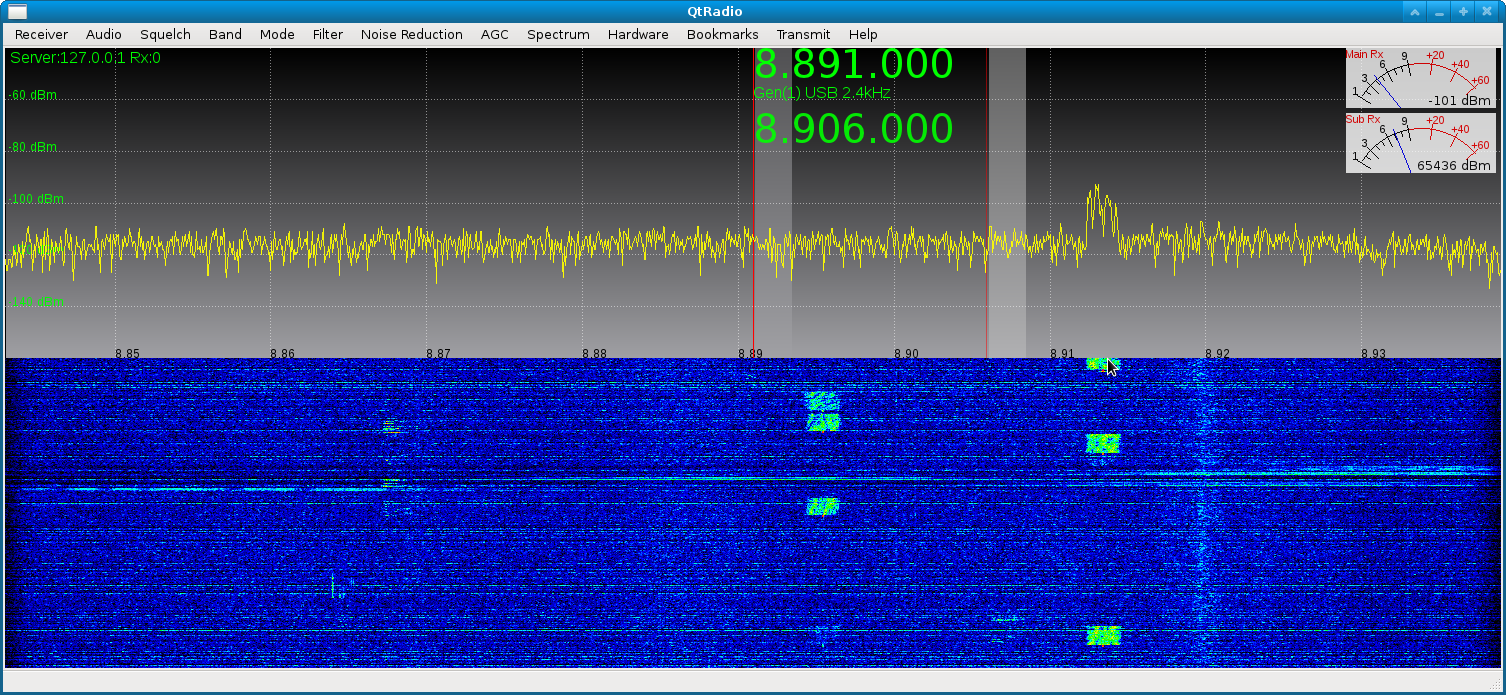 QtRadio
Receiver Audio Squelch Band Mode Filter Noise Reduction AGC Spectrum Hardware Bookmarks Transmit Help
Server:127.0.0.1 Rx:0
8.891.000
Gen(1) USB 2.4kHz
8.906.000
Main Rx
1 3 6 9 +20 +40 +60
-101 dBm
Sub Rx
1 3 6 9 +20 +40 +60
65436 dBm
-60 dBm
-80 dBm
-100 dBm
-140 dBm
8.85 8.86 8.87 8.88 8.89 8.90 8.91 8.92 8.93